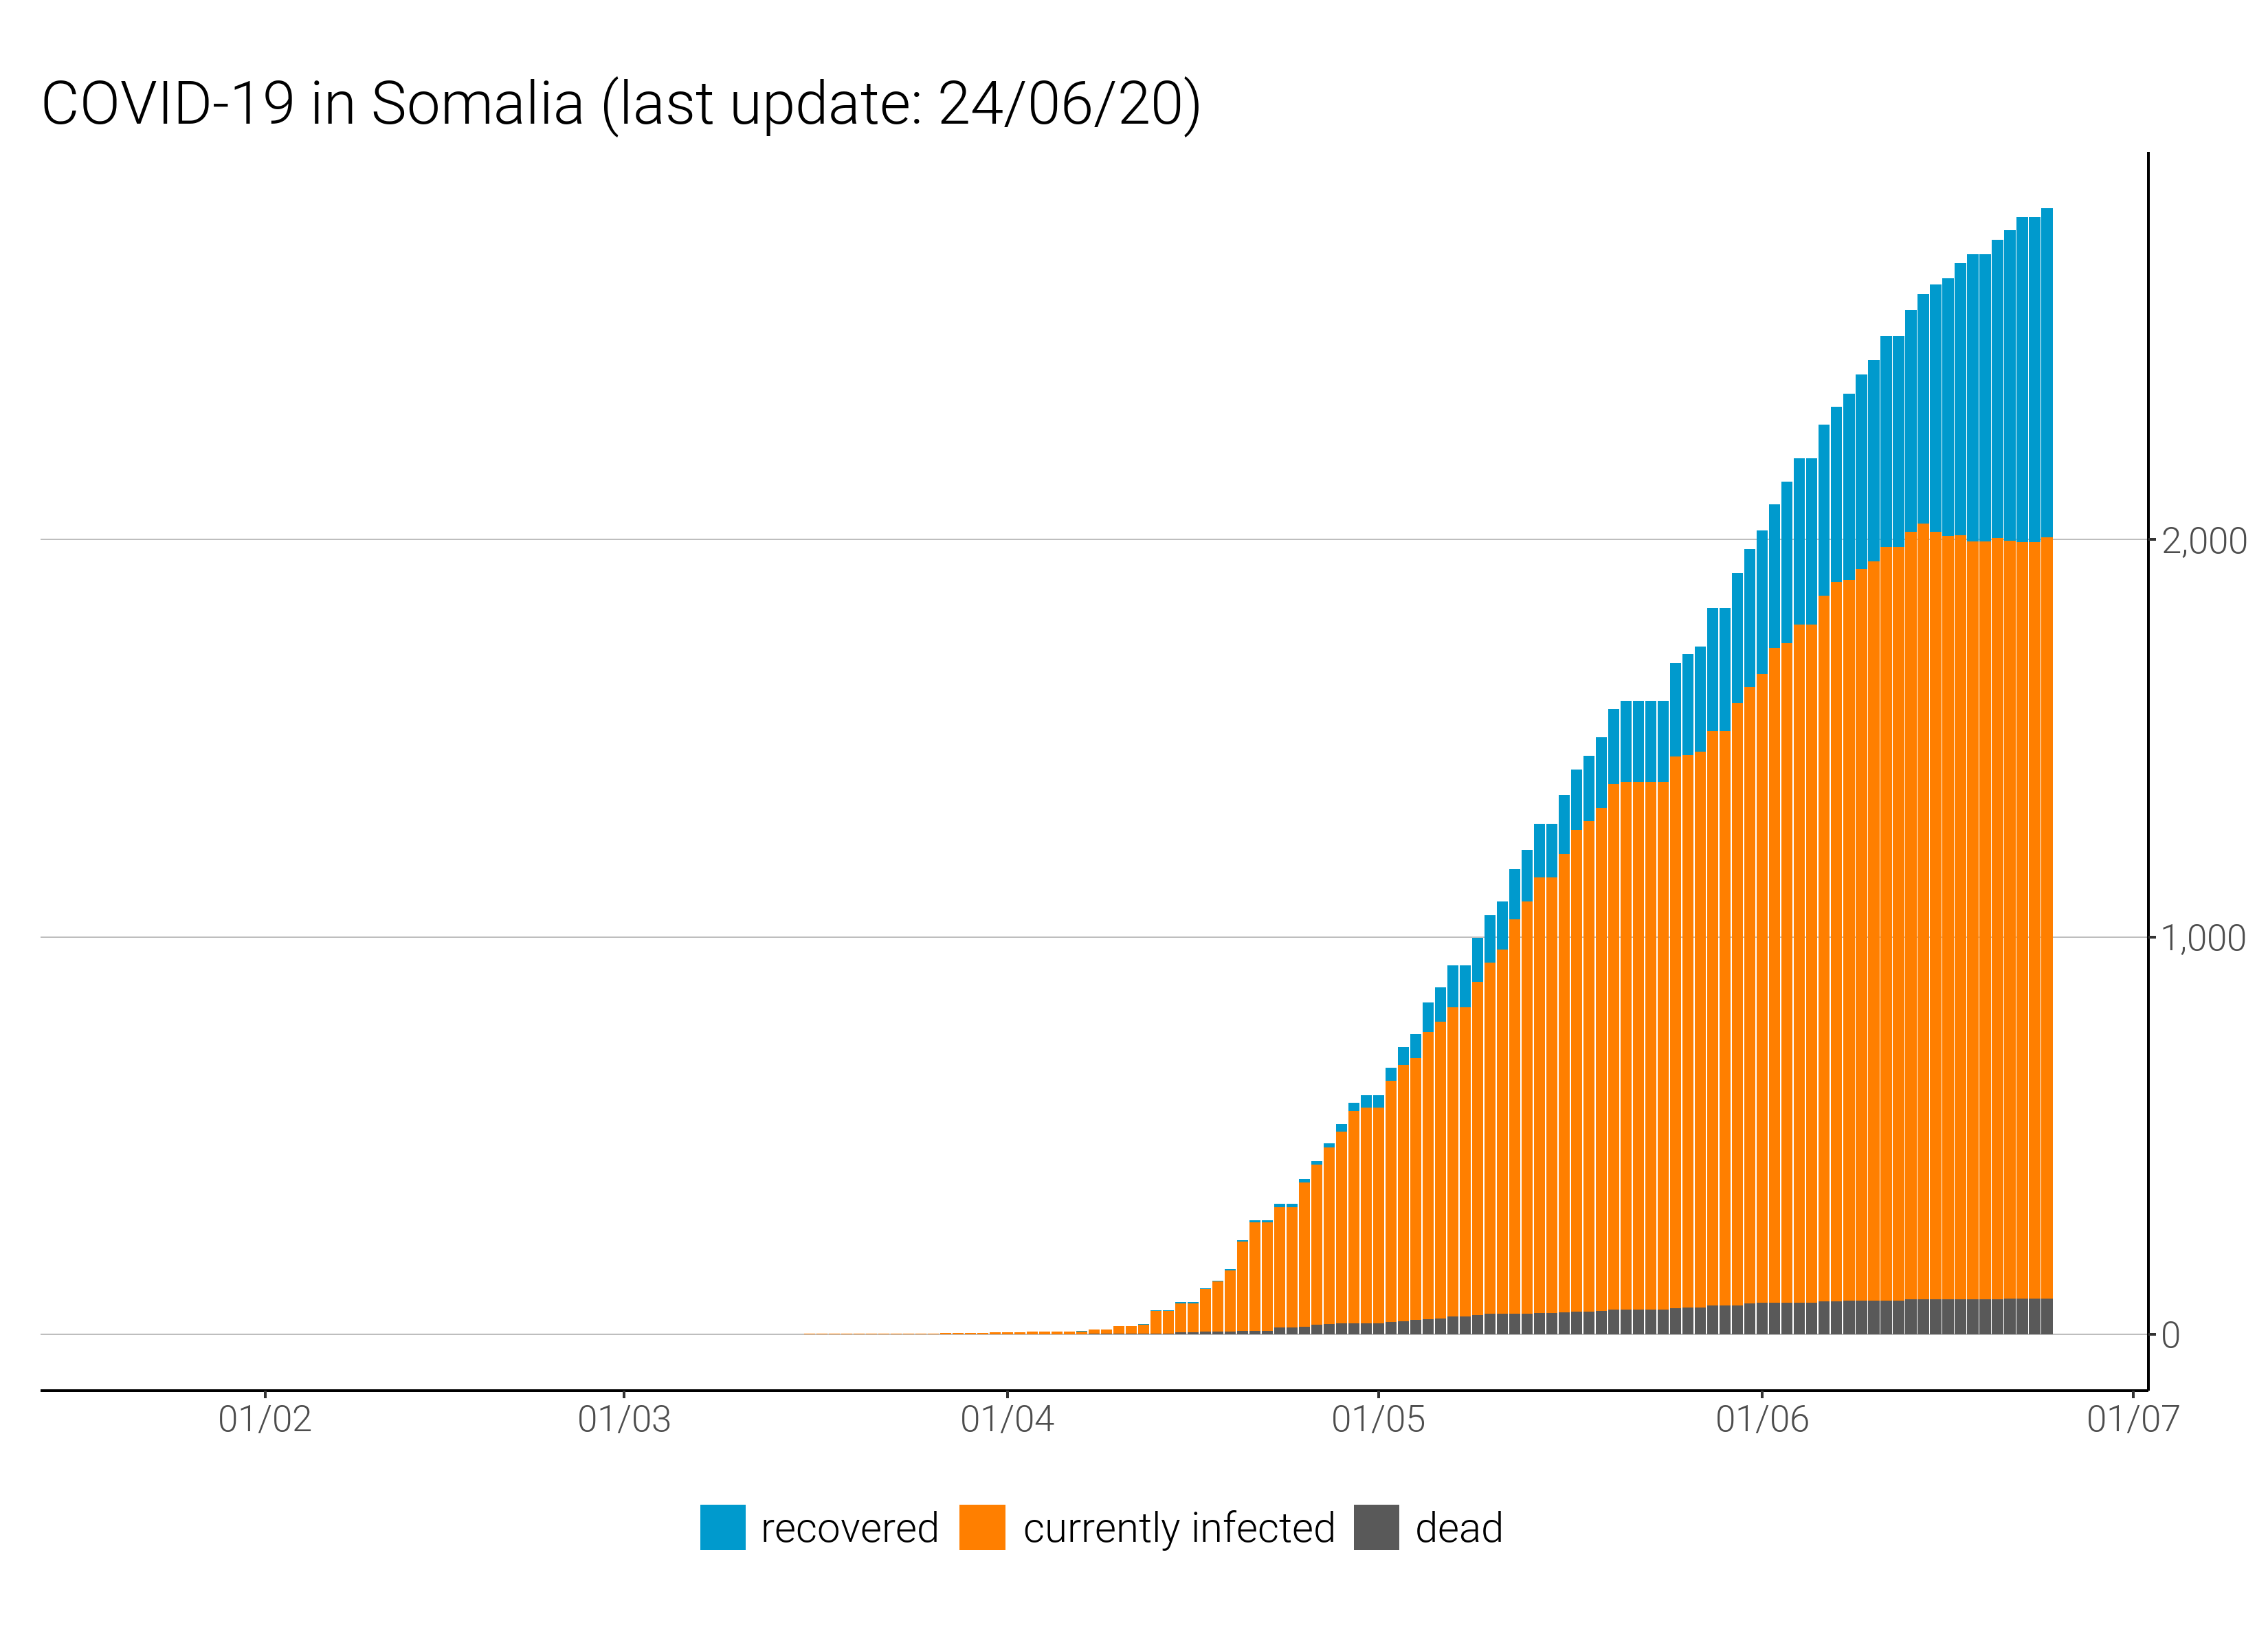 COVID-19 in Somalia (last update: 24/06/20)
2,000
1,000
0
01/02 01/03 01/04 01/05 01/06 01/07
recovered currently infected dead